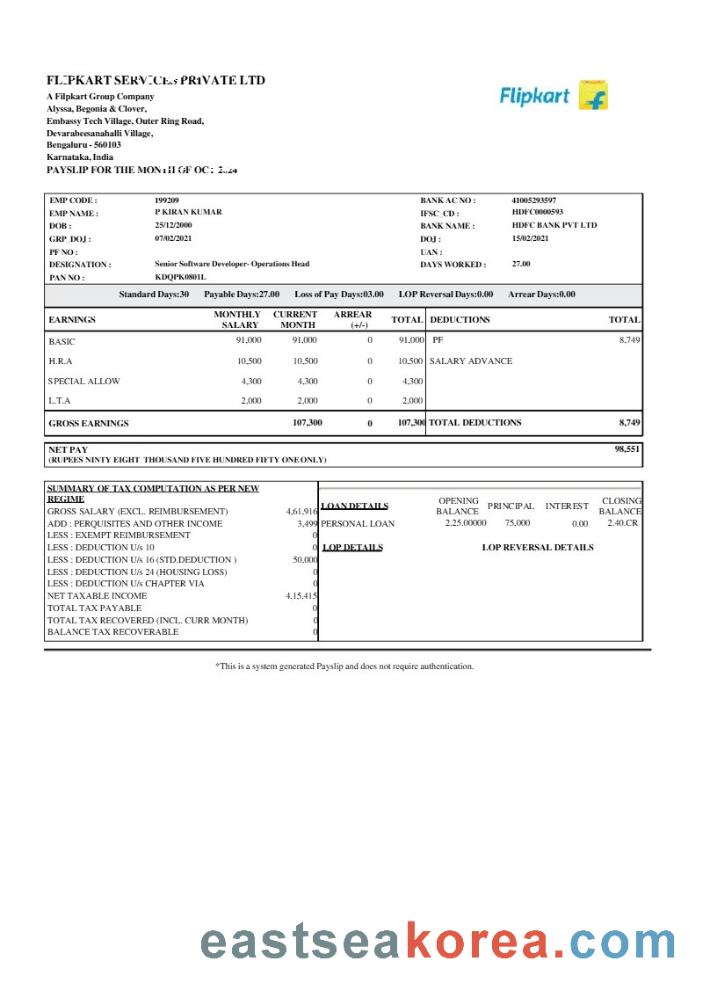 FLIPKART SERVICES PRIVATE LTD
A Filpkart Group Company
Alyssa, Begonia & Clover,
Embassy Tech Village, Outer Ring Road,
Devarabeesanahalli Village,
Bengaluru - 560103
Karnataka, India
PAYSLIP FOR THE MONTH OF OCT 2024
Flipkart
EMP CODE : 199209 BANK AC NO : 41005293597
EMP NAME : P KIRAN KUMAR IFSC CD : HDFC0000593
DOB : 25/12/2000 BANK NAME : HDFC BANK PVT LTD
GRP DOJ : 07/02/2021 DOJ : 15/02/2021
PF NO : UAN :
DESIGNATION : Senior Software Developer- Operations Head DAYS WORKED : 27.00
PAN NO : KDQPK0801L
Standard Days:30 Payable Days:27.00 Loss of Pay Days:03.00 LOP Reversal Days:0.00 Arrear Days:0.00
EARNINGS MONTHLY SALARY CURRENT MONTH ARREAR (+/-) TOTAL DEDUCTIONS TOTAL
BASIC 91,000 91,000 0 91,000 PF 8,749
H.R.A 10,500 10,500 0 10,500 SALARY ADVANCE
SPECIAL ALLOW 4,300 4,300 0 4,300
L.T.A 2,000 2,000 0 2,000
GROSS EARNINGS 107,300 0 107,300 TOTAL DEDUCTIONS 8,749
NET PAY 98,551
(RUPEES NINTY EIGHT THOUSAND FIVE HUNDRED FIFTY ONE ONLY)
SUMMARY OF TAX COMPUTATION AS PER NEW
REGIME
GROSS SALARY (EXCL. REIMBURSEMENT) 4,61,916
ADD : PERQUISITES AND OTHER INCOME 3,499
LESS : EXEMPT REIMBURSEMENT 0
LESS : DEDUCTION U/s 10 0
LESS : DEDUCTION U/s 16 (STD.DEDUCTION ) 50,000
LESS : DEDUCTION U/s 24 (HOUSING LOSS) 0
LESS : DEDUCTION U/s CHAPTER VIA 0
NET TAXABLE INCOME 4,15,415
TOTAL TAX PAYABLE 0
TOTAL TAX RECOVERED (INCL. CURR MONTH) 0
BALANCE TAX RECOVERABLE 0
LOAN DETAILS OPENING BALANCE PRINCIPAL INTEREST CLOSING BALANCE
PERSONAL LOAN 2.25.00000 75,000 0.00 2.40.CR
LOP DETAILS LOP REVERSAL DETAILS
*This is a system generated Payslip and does not require authentication.
eastseakorea.com